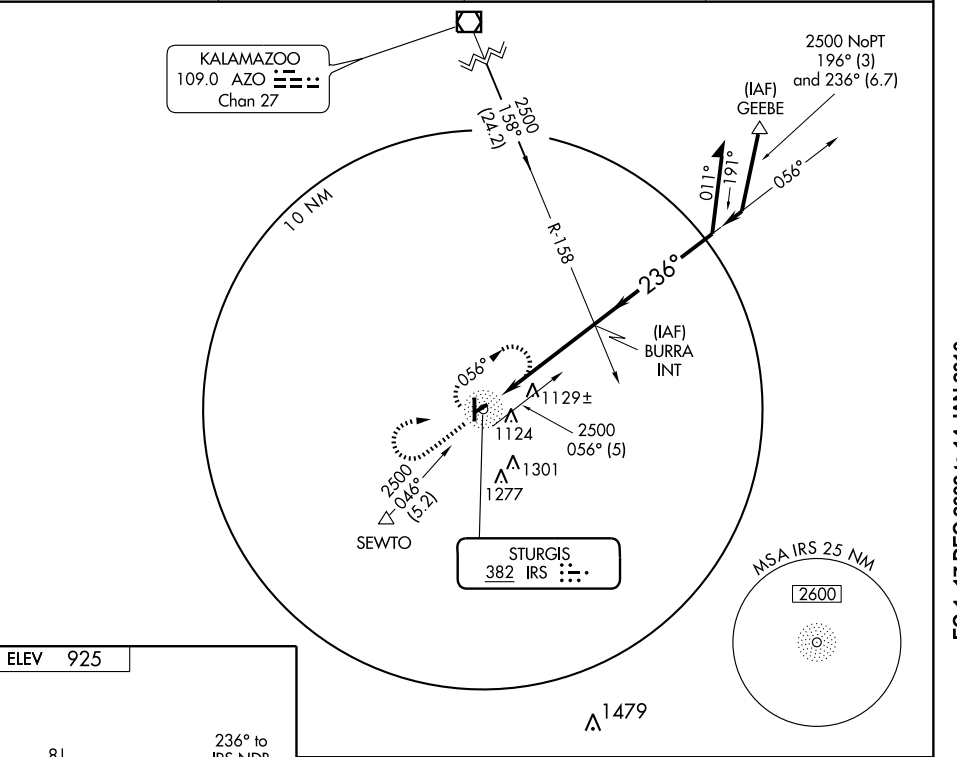 KALAMAZOO
109.0 AZO
Chan 27
2500
158°
(24.2)
2500 NoPT
196° (3)
and 236° (6.7)
(IAF)
GEEBE
011°
191°
056°
10 NM
R-158
236°
(IAF)
BURRA
INT
056°
1129±
1124
2500
056° (5)
1301
1277
2500
046°
(5.2)
SEWTO
STURGIS
382 IRS
MSA IRS 25 NM
2600
ELEV 925
1479
236° to